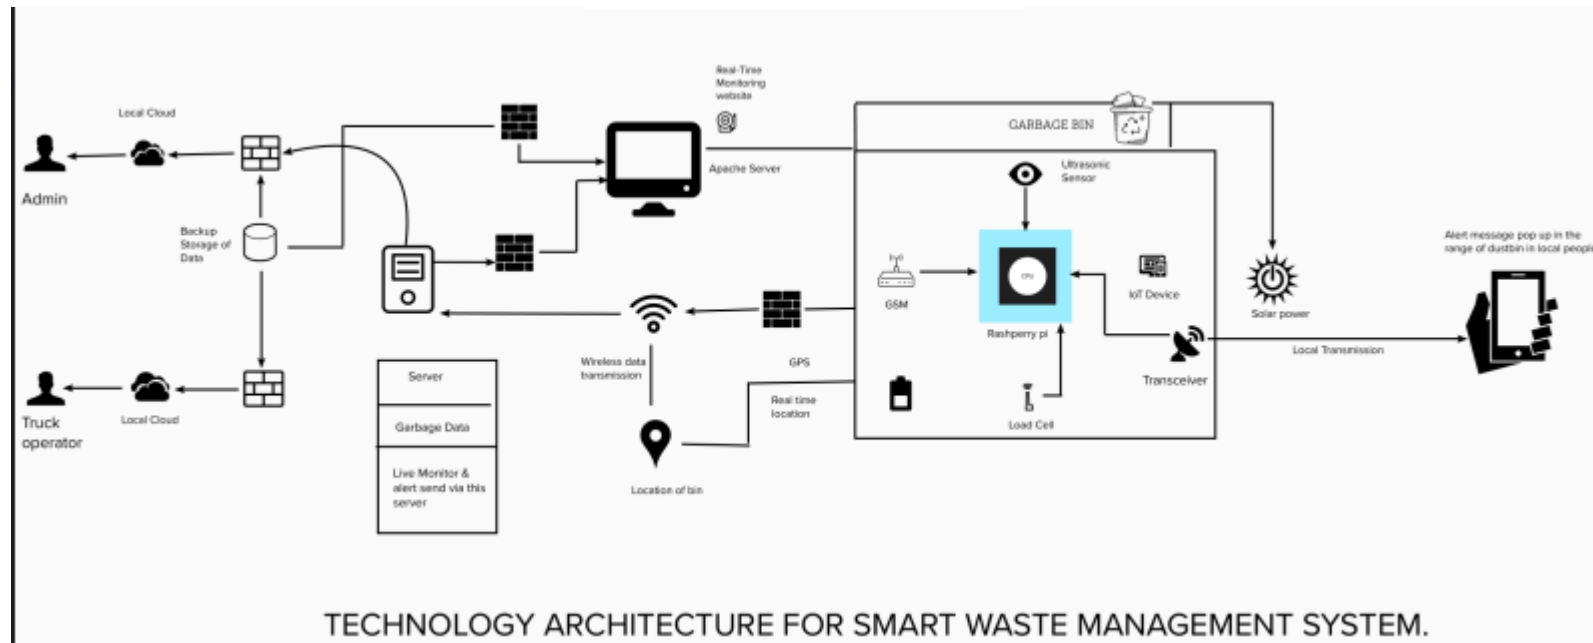 Real-Time
Monitoring
website
Local Cloud
GARBAGE BIN
Apache Server
Ultrasonic
Sensor
Admin
Backup
Storage of
Data
Alert message pop up in the
range of dustbin in local people
CPU
GSM
IoT Device
Solar power
Rashperry pi
Local Transmission
Wireless data
transmission
GPS
Server
Transceiver
Real time
location
Local Cloud
Truck
operator
Garbage Data
Load Cell
Live Monitor &
alert send via this
server
Location of bin
TECHNOLOGY ARCHITECTURE FOR SMART WASTE MANAGEMENT SYSTEM.